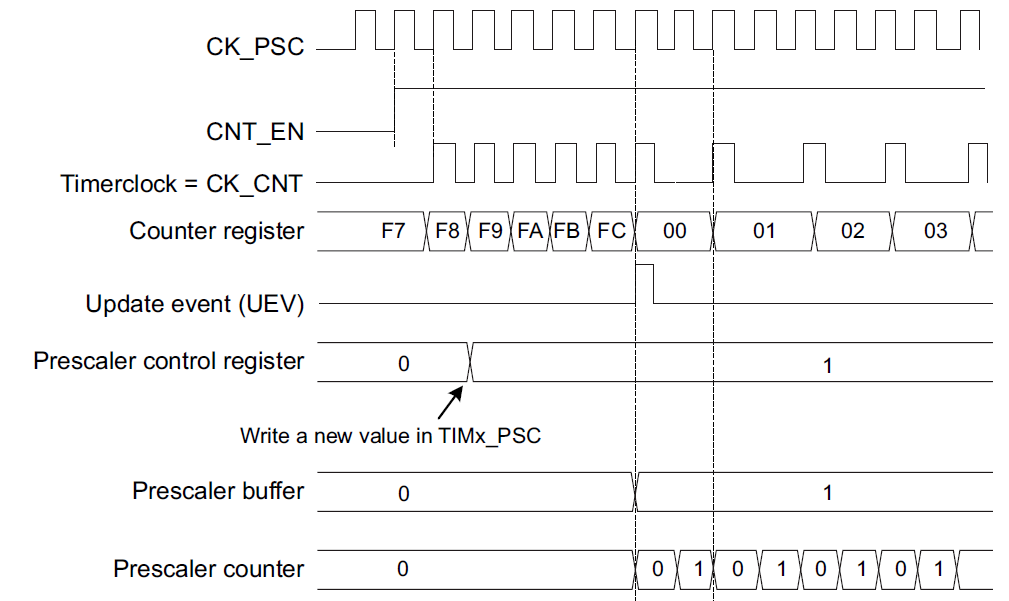 CK_PSC
CNT_EN
Timerclock = CK_CNT
Counter register F7 F8 F9 FA FB FC 00 01 02 03
Update event (UEV)
Prescaler control register 0 1
Write a new value in TIMx_PSC
Prescaler buffer 0 1
Prescaler counter 0 0 1 0 1 0 1 0 1